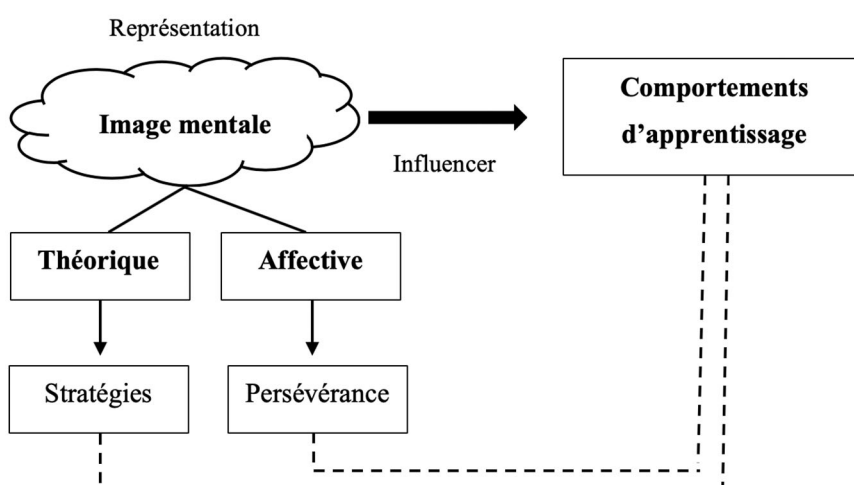 Représentation
Image mentale
Influencer
Comportements
d’apprentissage
Théorique
Affective
Stratégies
Persévérance